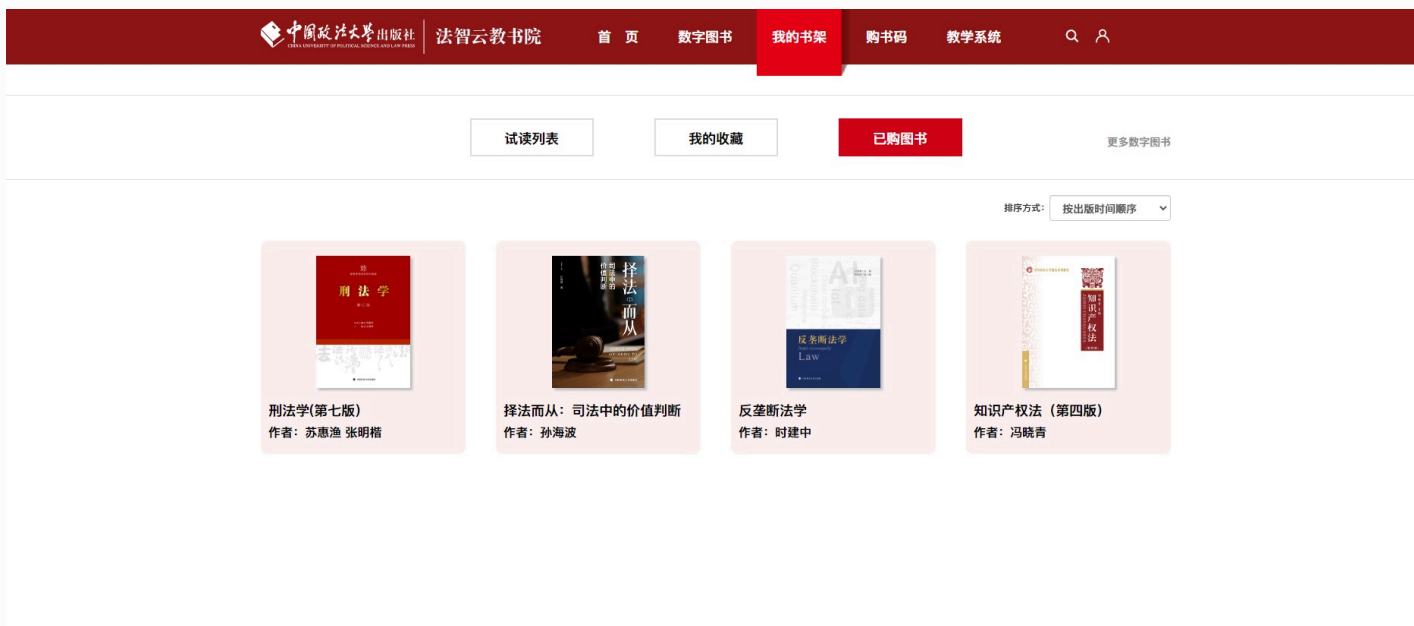 中国政法大学出版社
CHINA UNIVERSITY OF POLITICAL SCIENCE AND LAW PRESS
法智云教书院
首 页
数字图书
我的书架
购书码
教学系统
试读列表
我的收藏
已购图书
更多数字图书
排序方式：
按出版时间顺序
刑法学
择法而从
司法中的
价值判断
反垄断法学
Law
知识产权法
刑法学(第七版)
作者：苏惠渔 张明楷
择法而从：司法中的价值判断
作者：孙海波
反垄断法学
作者：时建中
知识产权法（第四版）
作者：冯晓青